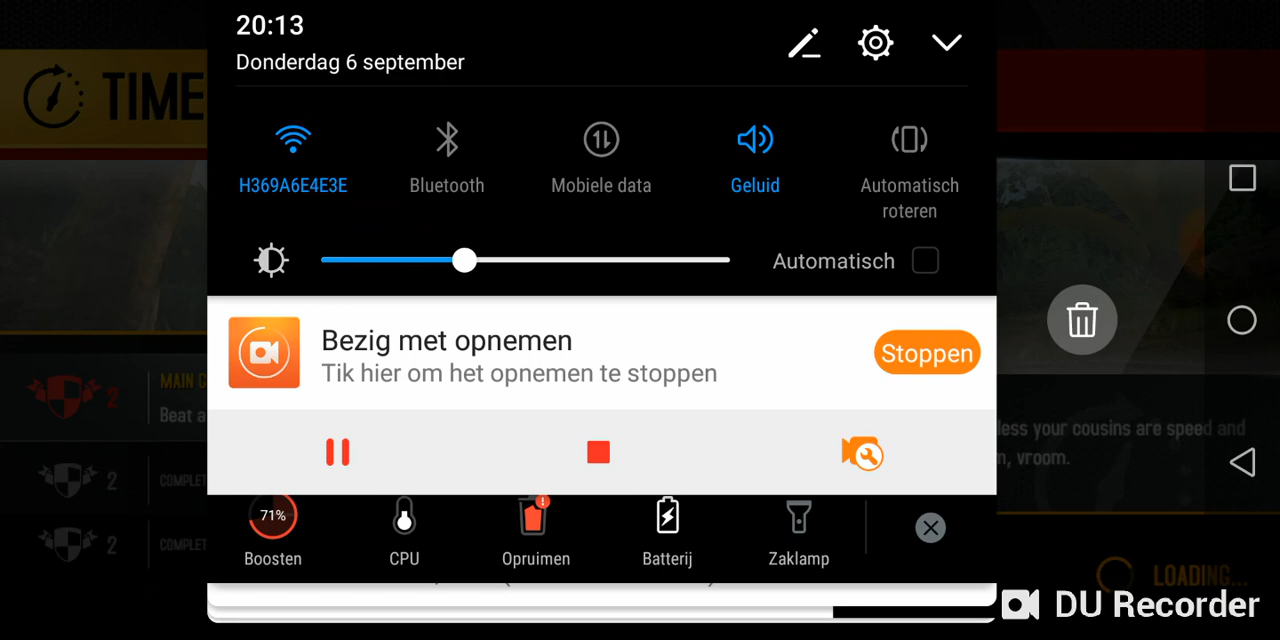 20:13
Donderdag 6 september
TIME
H369A6E4E3E
Bluetooth
Mobiele data
Geluid
Automatisch
roteren
Automatisch
Bezig met opnemen
Tik hier om het opnemen te stoppen
Stoppen
2
MAIN
Beat a
less your cousins are speed and
, vroom.
2
COMPLET
2
COMPLET
71%
Boosten
CPU
Opruimen
Batterij
Zaklamp
LOADING...
DU Recorder